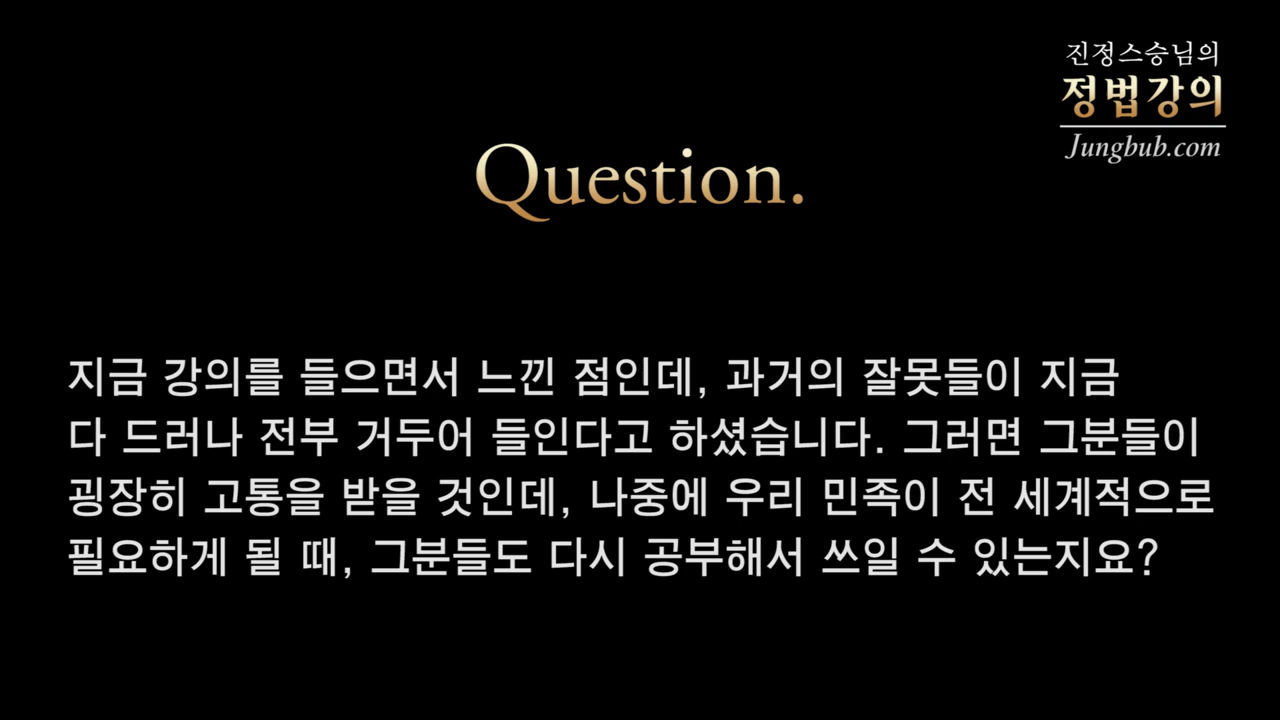 진정스승님의
정법강의
Jungbub.com
Question.
지금 강의를 들으면서 느낀 점인데, 과거의 잘못들이 지금
다 드러나 전부 거두어 들인다고 하셨습니다. 그러면 그분들이
굉장히 고통을 받을 것인데, 나중에 우리 민족이 전 세계적으로
필요하게 될 때, 그분들도 다시 공부해서 쓰일 수 있는지요?